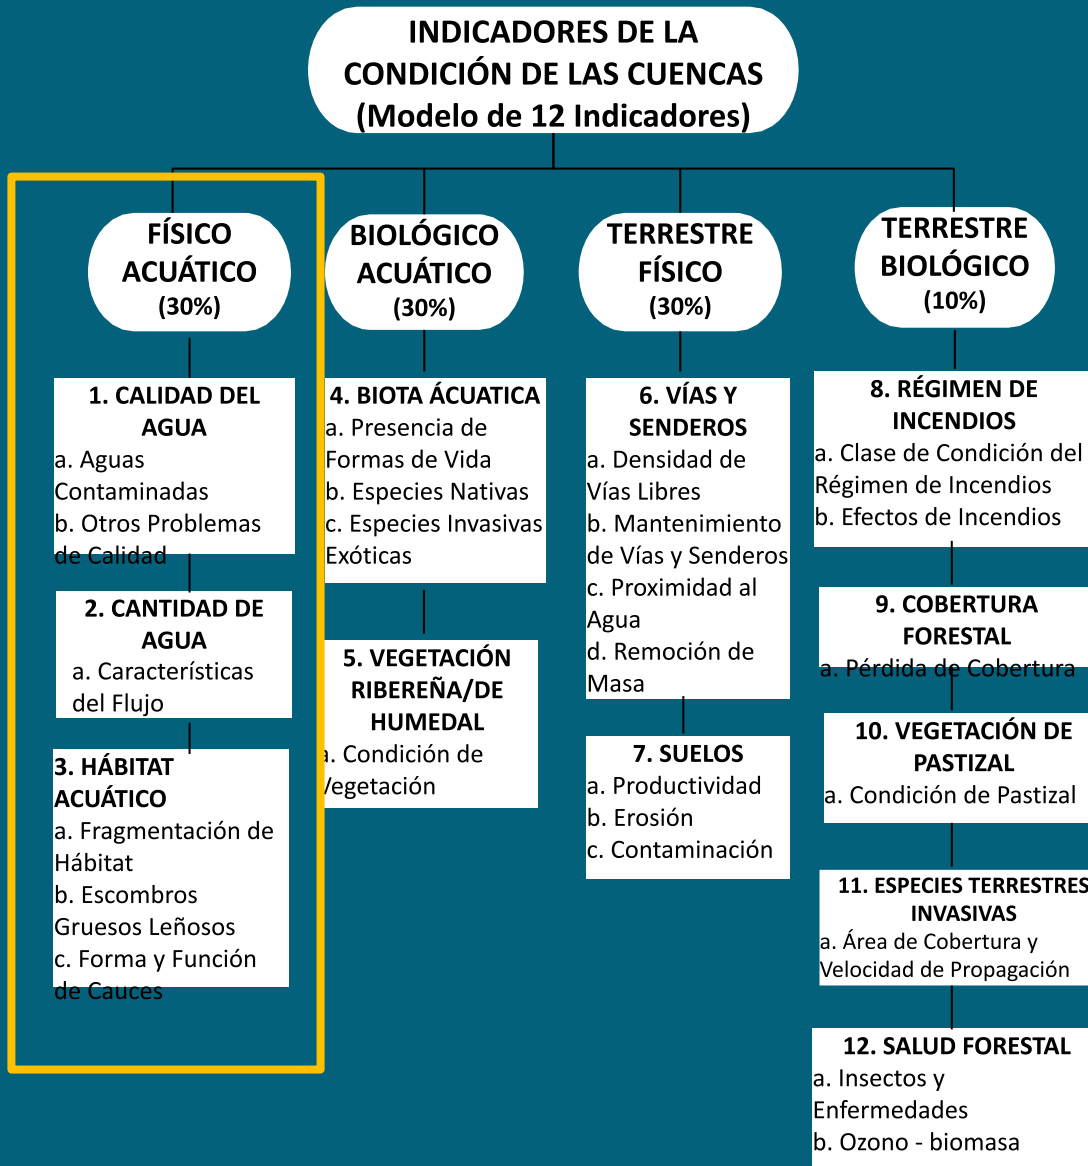 INDICADORES DE LA
CONDICIÓN DE LAS CUENCAS
(Modelo de 12 Indicadores)
FÍSICO
ACUÁTICO
(30%)
1. CALIDAD DEL
AGUA
a. Aguas
Contaminadas
b. Otros Problemas
de Calidad
2. CANTIDAD DE
AGUA
a. Características
del Flujo
3. HÁBITAT
ACUÁTICO
a. Fragmentación de
Hábitat
b. Escombros
Gruesos Leñosos
c. Forma y Función
de Cauces
BIOLÓGICO
ACUÁTICO
(30%)
4. BIOTA ÁCUATICA
a. Presencia de
Formas de Vida
b. Especies Nativas
c. Especies Invasivas
Exóticas
5. VEGETACIÓN
RIBEREÑA/DE
HUMEDAL
a. Condición de
Vegetación
TERRESTRE
FÍSICO
(30%)
6. VÍAS Y
SENDEROS
a. Densidad de
Vías Libres
b. Mantenimiento
de Vías y Senderos
c. Proximidad al
Agua
d. Remoción de
Masa
7. SUELOS
a. Productividad
b. Erosión
c. Contaminación
TERRESTRE
BIOLÓGICO
(10%)
8. RÉGIMEN DE
INCENDIOS
a. Clase de Condición del
Régimen de Incendios
b. Efectos de Incendios
9. COBERTURA
FORESTAL
a. Pérdida de Cobertura
10. VEGETACIÓN DE
PASTIZAL
a. Condición de Pastizal
11. ESPECIES TERRESTRES
INVASIVAS
a. Área de Cobertura y
Velocidad de Propagación
12. SALUD FORESTAL
a. Insectos y
Enfermedades
b. Ozono - biomasa